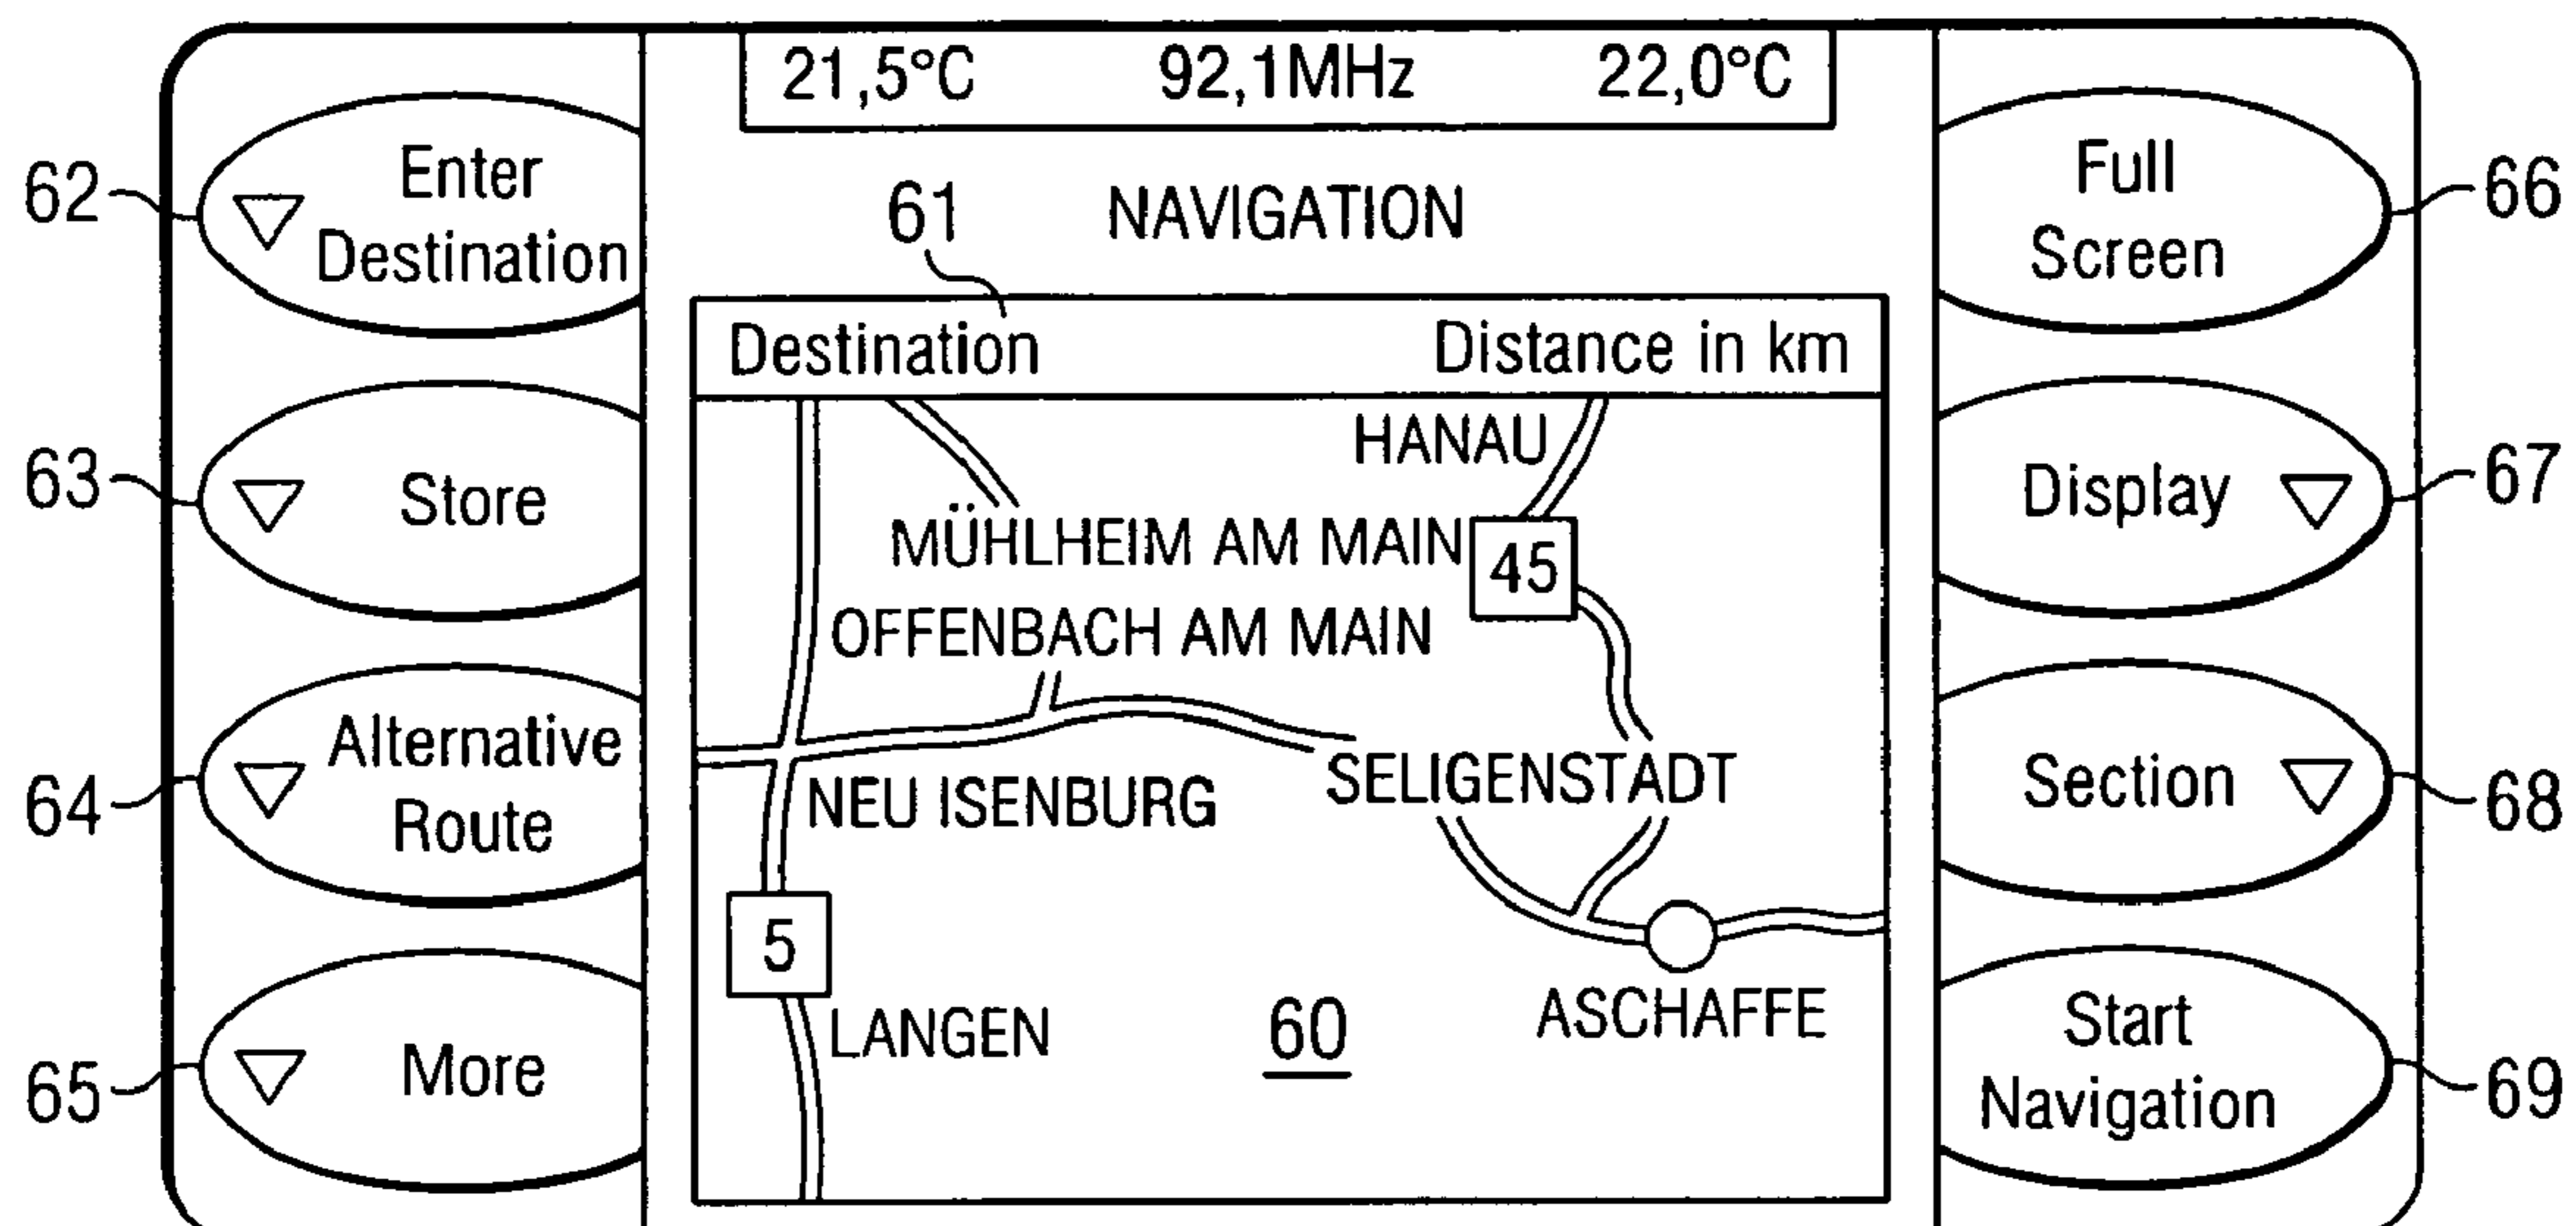 21,5°C 92,1MHz 22,0°C
NAVIGATION
61
Destination Distance in km
62
Enter
Destination
63
Store
64
Alternative
Route
65
More
HANAU
MÜHLHEIM AM MAIN
45
OFFENBACH AM MAIN
NEU ISENBURG
SELIGENSTADT
5
LANGEN
60
ASCHAFFE
Full
Screen
66
Display
67
Section
68
Start
Navigation
69